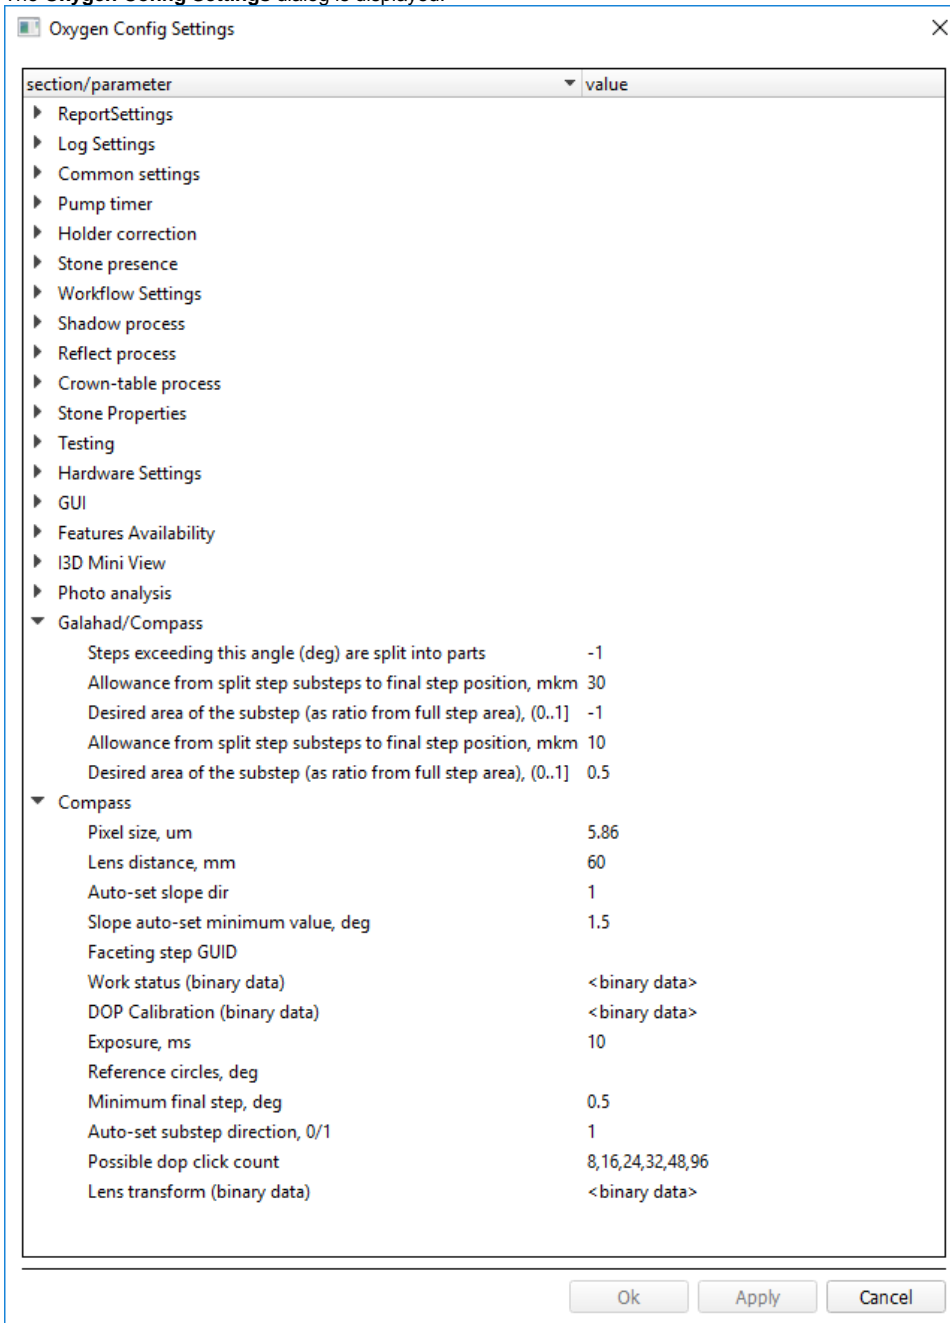 The Oxygen Config Settings dialog is displayed.
Oxygen Config Settings
section/parameter value
ReportSettings
Log Settings
Common settings
Pump timer
Holder correction
Stone presence
Workflow Settings
Shadow process
Reflect process
Crown-table process
Stone Properties
Testing
Hardware Settings
GUI
Features Availability
I3D Mini View
Photo analysis
Galahad/Compass
Steps exceeding this angle (deg) are split into parts -1
Allowance from split step substeps to final step position, mkm 30
Desired area of the substep (as ratio from full step area), (0..1] -1
Allowance from split step substeps to final step position, mkm 10
Desired area of the substep (as ratio from full step area), (0..1] 0.5
Compass
Pixel size, um 5.86
Lens distance, mm 60
Auto-set slope dir 1
Slope auto-set minimum value, deg 1.5
Faceting step GUID
Work status (binary data) <binary data>
DOP Calibration (binary data) <binary data>
Exposure, ms 10
Reference circles, deg
Minimum final step, deg 0.5
Auto-set substep direction, 0/1 1
Possible dop click count 8,16,24,32,48,96
Lens transform (binary data) <binary data>
Ok Apply Cancel